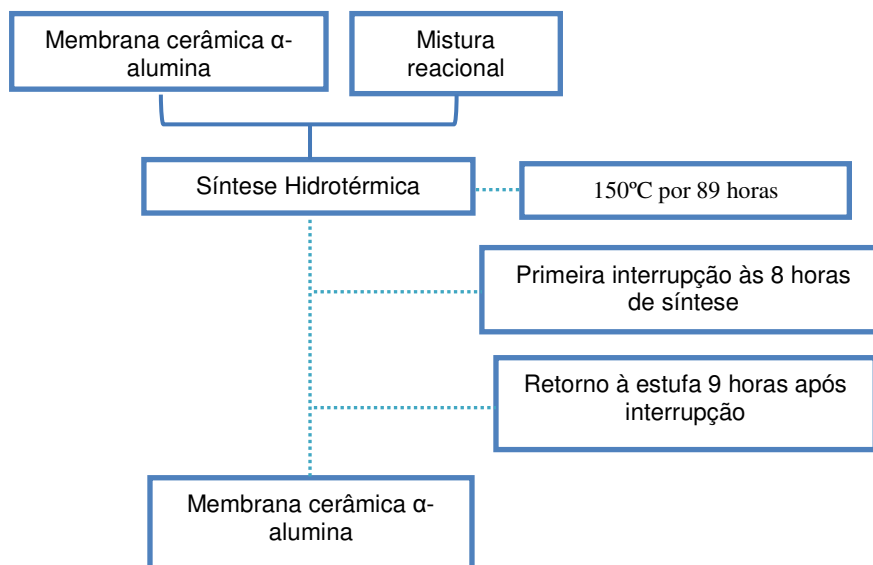 Membrana cerâmica α-
alumina
Mistura
reacional
Síntese Hidrotérmica
150ºC por 89 horas
Primeira interrupção às 8 horas
de síntese
Retorno à estufa 9 horas após
interrupção
Membrana cerâmica α-
alumina